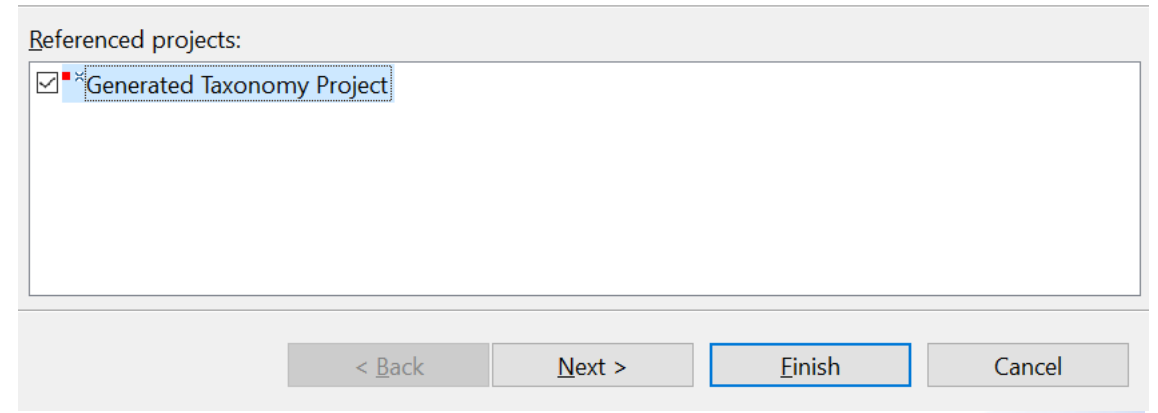 Referenced projects:
Generated Taxonomy Project
< Back Next > Finish Cancel